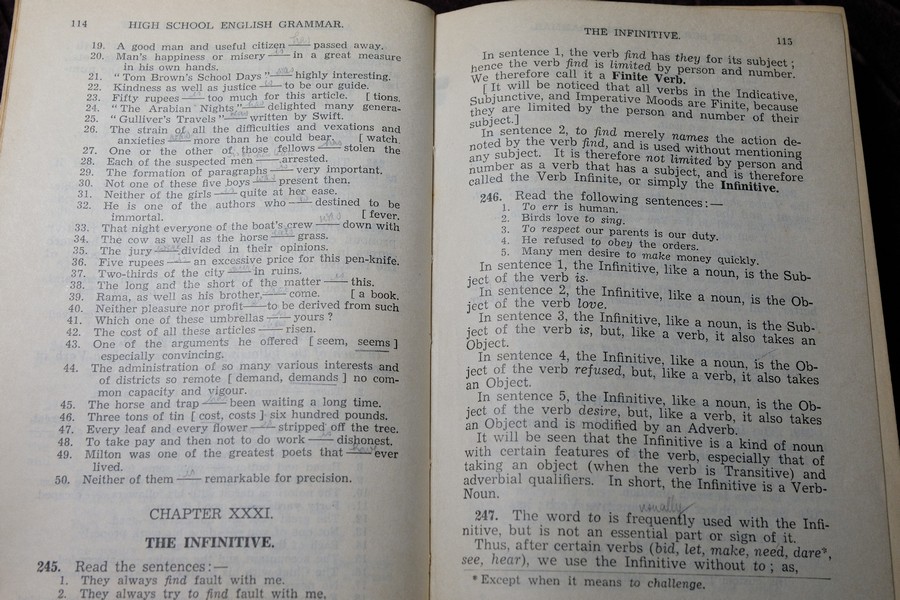 114 HIGH SCHOOL ENGLISH GRAMMAR.
19. A good man and useful citizen —— passed away.
20. Man's happiness or misery —— in a great measure
in his own hands.
21. "Tom Brown's School Days" —— highly interesting.
22. Kindness as well as justice —— to be our guide.
23. Fifty rupees —— too much for this article. [ tions.
24. "The Arabian Nights" —— delighted many genera-
25. "Gulliver's Travels" —— written by Swift.
26. The strain of all the difficulties and vexations and
anxieties —— more than he could bear. [ watch.
27. One or the other of those fellows —— stolen the
28. Each of the suspected men —— arrested.
29. The formation of paragraphs —— very important.
30. Not one of these five boys —— present then.
31. Neither of the girls —— quite at her ease.
32. He is one of the authors who —— destined to be
immortal. [ fever.
33. That night everyone of the boat's crew —— down with
34. The cow as well as the horse —— grass.
35. The jury —— divided in their opinions.
36. Five rupees —— an excessive price for this pen-knife.
37. Two-thirds of the city —— in ruins.
38. The long and the short of the matter —— this.
39. Rama, as well as his brother, —— come. [ a book.
40. Neither pleasure nor profit —— to be derived from such
41. Which one of these umbrellas —— yours ?
42. The cost of all these articles —— risen.
43. One of the arguments he offered [ seem, seems ]
especially convincing.
44. The administration of so many various interests and
of districts so remote [ demand, demands ] no com-
mon capacity and vigour.
45. The horse and trap —— been waiting a long time.
46. Three tons of tin [ cost, costs ] six hundred pounds.
47. Every leaf and every flower —— stripped off the tree.
48. To take pay and then not to do work —— dishonest.
49. Milton was one of the greatest poets that —— ever
lived.
50. Neither of them —— remarkable for precision.
CHAPTER XXXI.
THE INFINITIVE.
245. Read the sentences :—
1. They always find fault with me.
2. They always try to find fault with me.
THE INFINITIVE. 115
In sentence 1, the verb find has they for its subject ;
hence the verb find is limited by person and number.
We therefore call it a Finite Verb.
[ It will be noticed that all verbs in the Indicative,
Subjunctive, and Imperative Moods are Finite, because
they are limited by the person and number of their
subject.]
In sentence 2, to find merely names the action de-
noted by the verb find, and is used without mentioning
any subject. It is therefore not limited by person and
number as a verb that has a subject, and is therefore
called the Verb Infinite, or simply the Infinitive.
246. Read the following sentences :—
1. To err is human.
2. Birds love to sing.
3. To respect our parents is our duty.
4. He refused to obey the orders.
5. Many men desire to make money quickly.
In sentence 1, the Infinitive, like a noun, is the Sub-
ject of the verb is.
In sentence 2, the Infinitive, like a noun, is the Ob-
ject of the verb love.
In sentence 3, the Infinitive, like a noun, is the Sub-
ject of the verb is, but, like a verb, it also takes an
Object.
In sentence 4, the Infinitive, like a noun, is the Ob-
ject of the verb refused, but, like a verb, it also takes
an Object.
In sentence 5, the Infinitive, like a noun, is the Ob-
ject of the verb desire, but, like a verb, it also takes
an Object and is modified by an Adverb.
It will be seen that the Infinitive is a kind of noun
with certain features of the verb, especially that of
taking an object (when the verb is Transitive) and
adverbial qualifiers. In short, the Infinitive is a Verb-
Noun.
usually
247. The word to is frequently used with the Infi-
nitive, but is not an essential part or sign of it.
Thus, after certain verbs (bid, let, make, need, dare*,
see, hear), we use the Infinitive without to ; as,
* Except when it means to challenge.